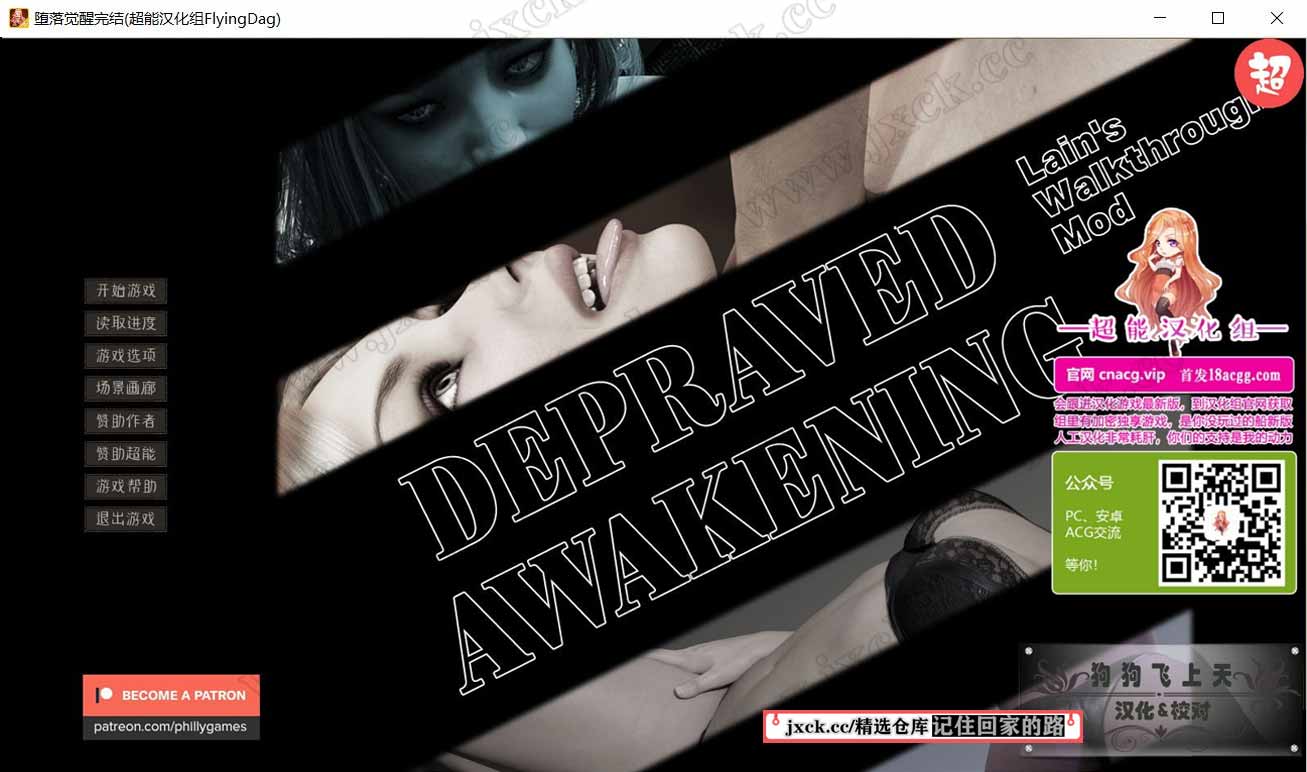 堕落觉醒完结(超能汉化组FlyingDag)
超
www.jxck.cc
Lain's
Walkthrough
Mod
DEPRAVED
AWAKENING
开始游戏
读取进度
游戏选项
场景画廊
赞助作者
赞助超能
游戏帮助
退出游戏
超能汉化组
官网 cnacg.vip 首发18acgg.com
会跟进汉化游戏最新版，到汉化组官网获取
组里有加密独享游戏，是你没玩过的船新版
人工汉化非常耗肝，你们的支持是我的动力
公众号
PC、安卓
ACG交流
等你！
狗狗飞上天
汉化&校对
BECOME A PATRON
patreon.com/phillygames
jxck.cc/精选仓库 记住回家的路